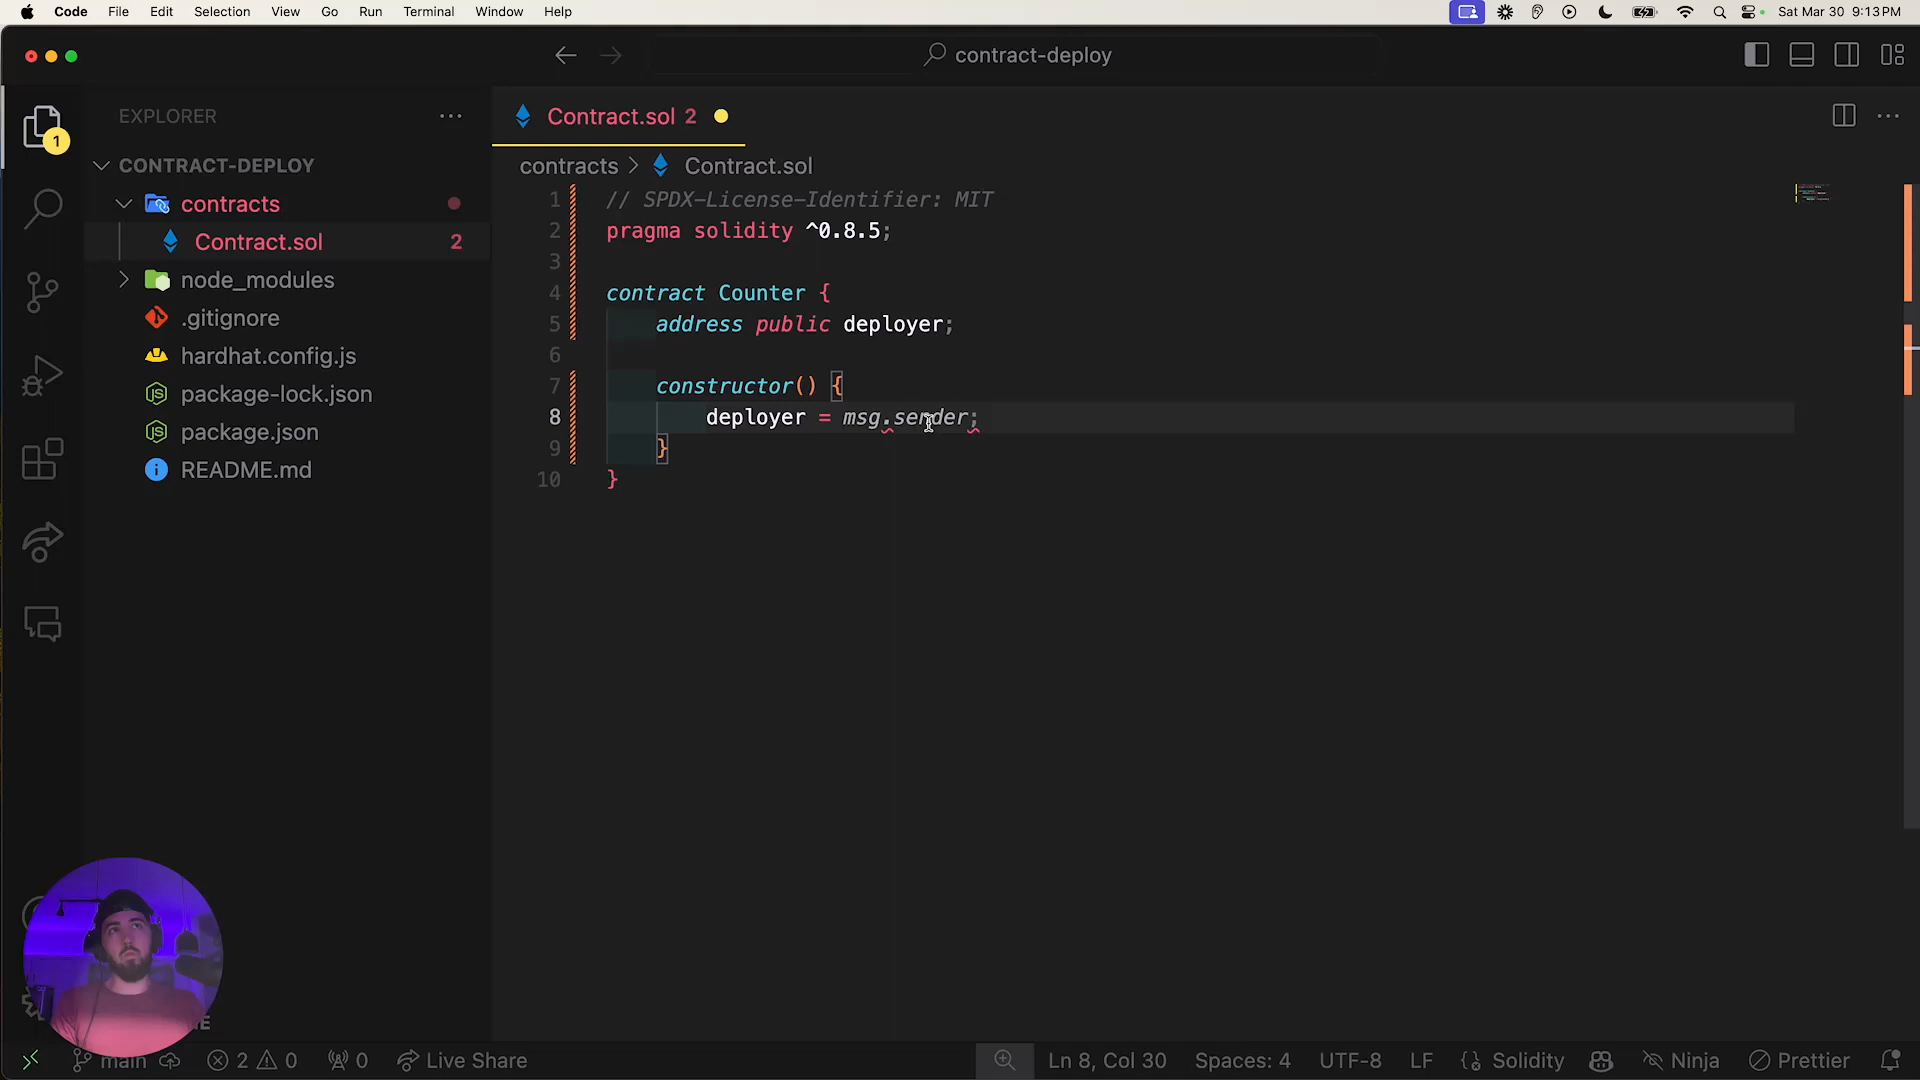 Code File Edit Selection View Go Run Terminal Window Help Sat Mar 30 9:13 PM
contract-deploy
EXPLORER
Contract.sol 2
1
CONTRACT-DEPLOY
contracts
Contract.sol 2
node_modules
.gitignore
hardhat.config.js
package-lock.json
package.json
README.md
contracts > Contract.sol
1 // SPDX-License-Identifier: MIT
2 pragma solidity ^0.8.5;
3
4 contract Counter {
5 address public deployer;
6
7 constructor() {
8 deployer = msg.sender;
9 }
10 }
main 2 0 0 Live Share Ln 8, Col 30 Spaces: 4 UTF-8 LF {} Solidity Ninja Prettier